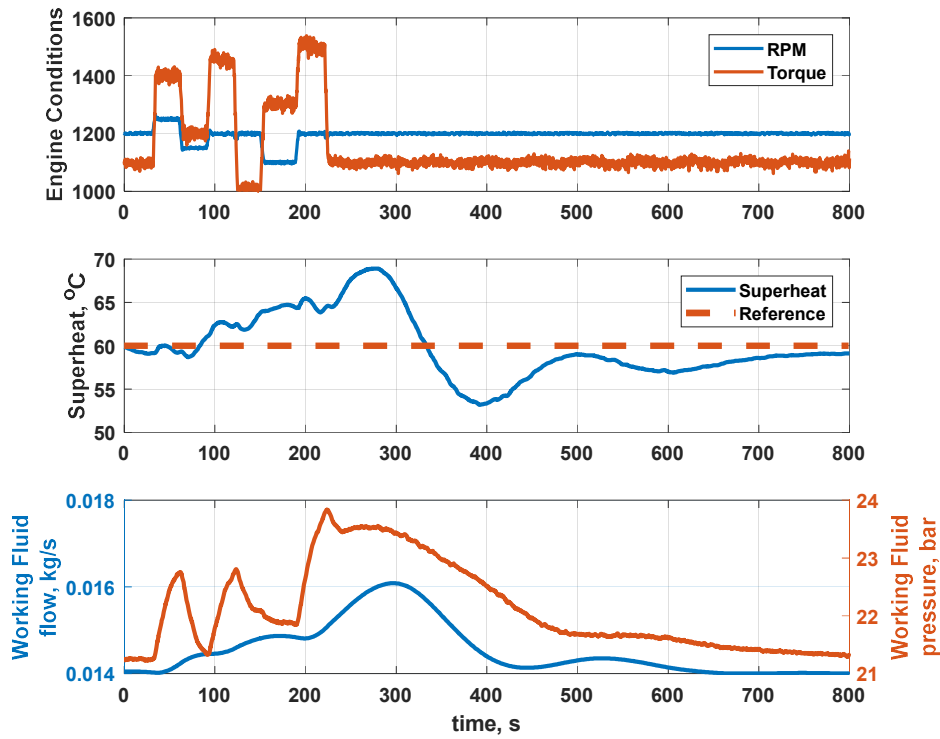 Engine Conditions
1600
1400
1200
1000
RPM
Torque
0 100 200 300 400 500 600 700 800
Superheat, °C
70
65
60
55
50
Superheat
Reference
0 100 200 300 400 500 600 700 800
Working Fluid
flow, kg/s
0.018
0.016
0.014
24
23
22
21
Working Fluid
pressure, bar
0 100 200 300 400 500 600 700 800
time, s